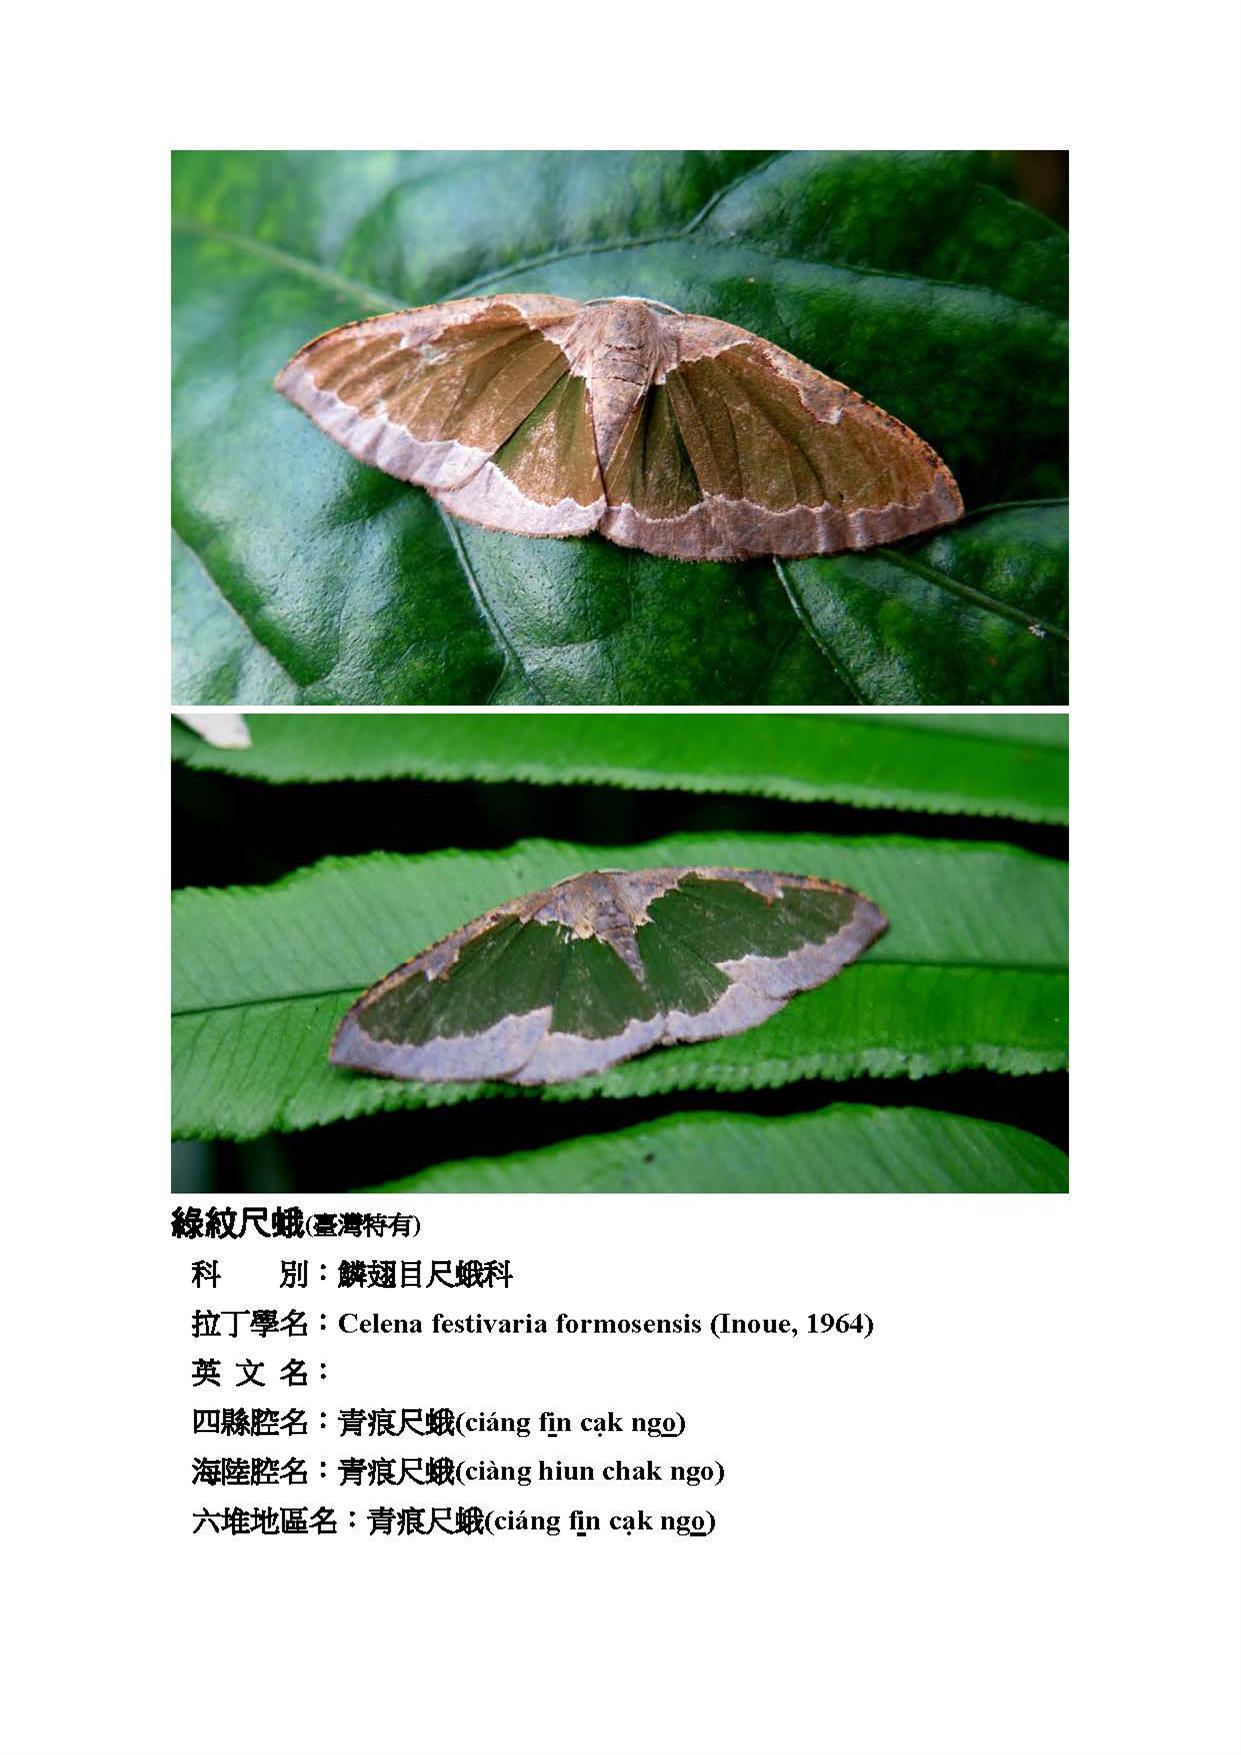 綠紋尺蛾(臺灣特有)
科　　別：鱗翅目尺蛾科
拉丁學名：Celena festivaria formosensis (Inoue, 1964)
英 文 名：
四縣腔名：青痕尺蛾(ciáng fi̲n cạk ngo̲)
海陸腔名：青痕尺蛾(ciàng hiun chak ngo)
六堆地區名：青痕尺蛾(ciáng fi̲n cạk ngo̲)